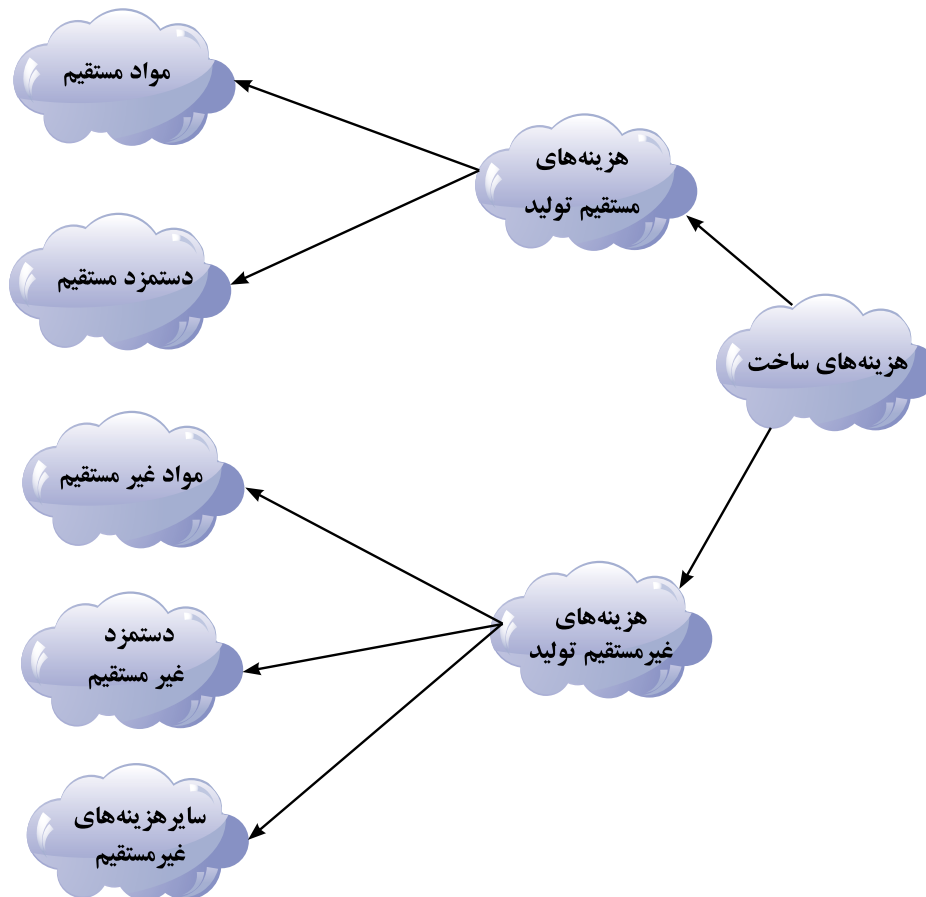 هزینه‌های ساخت
هزینه‌های
مستقیم تولید
مواد مستقیم
دستمزد مستقیم
هزینه‌های
غیرمستقیم تولید
مواد غیر مستقیم
دستمزد
غیر مستقیم
سایرهزینه‌های
غیرمستقیم